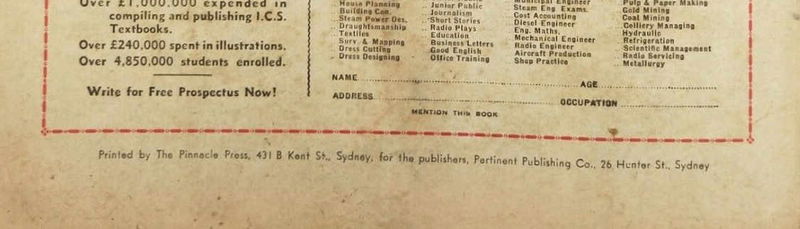 Over £1,000,000 expended in
compiling and publishing I.C.S.
Textbooks.
Over £240,000 spent in illustrations.
Over 4,850,000 students enrolled.
Write for Free Prospectus Now!
House Planning
Building Con.
Steam Power Des.
Draughtsmanship
Textiles
Surv. & Mapping
Dress Cutting
Dress Designing
Junior Public
Journalism
Short Stories
Radio Plays
Education
Business Letters
Good English
Office Training
Municipal Engineer
Steam Eng. Exams.
Cost Accounting
Diesel Engineer
Eng. Maths.
Mechanical Engineer
Radio Engineer
Aircraft Production
Shop Practice
Pulp & Paper Making
Gold Mining
Coal Mining
Colliery Managing
Hydraulic
Refrigeration
Scientific Management
Radio Servicing
Metallurgy
NAME AGE
ADDRESS OCCUPATION
MENTION THIS BOOK
Printed by The Pinnacle Press, 431 B Kent St., Sydney, for the publishers, Pertinent Publishing Co., 26 Hunter St., Sydney